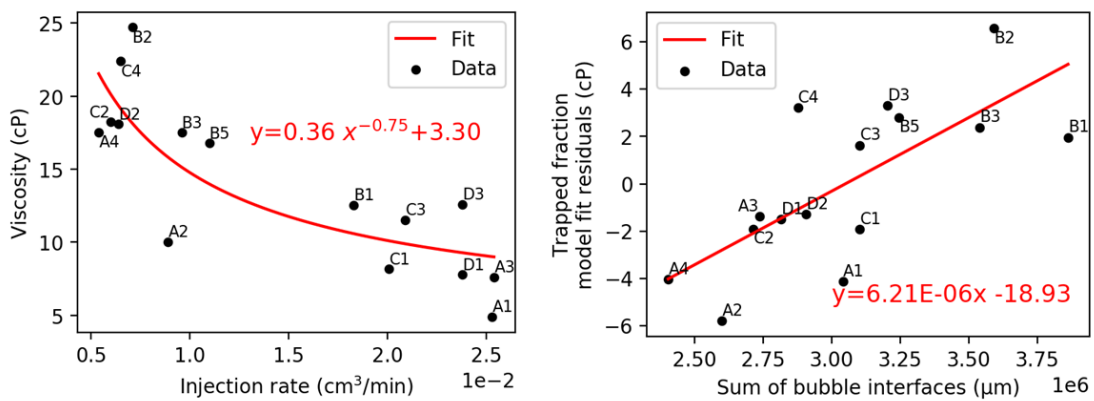 25
20
15
10
5
Viscosity (cP)
B2
C4
C2
D2
A4
B3
B5
A2
B1
C3
D3
C1
D1
A3
A1
Fit
Data
y=0.36 x^{-0.75}+3.30
0.5
1.0
1.5
2.0
2.5
1e-2
Injection rate (cm³/min)
6
4
2
0
−2
−4
−6
Trappped fraction
model fit residuals (cP)
Fit
Data
B2
C4
D3
B5
B3
B1
C3
A3
D1
D2
C2
C1
A4
A1
A2
y=6.21E-06x -18.93
2.50
2.75
3.00
3.25
3.50
3.75
1e6
Sum of bubble interfaces (μm)